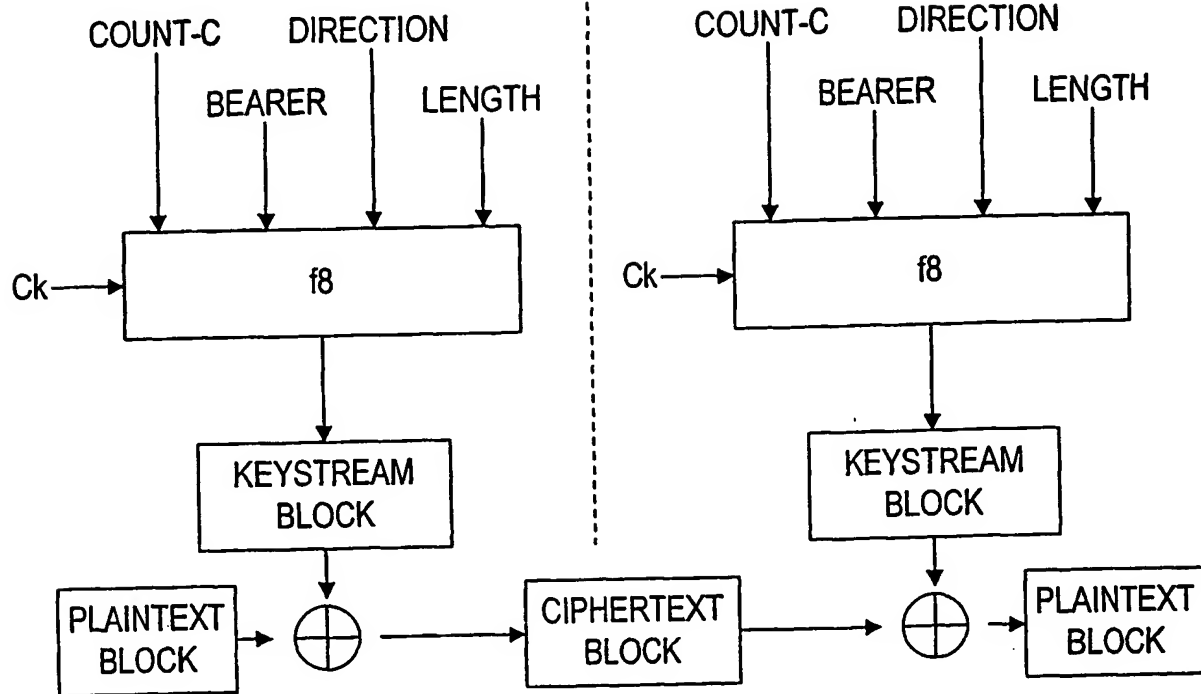 COUNT-C DIRECTION
BEARER LENGTH
Ck
f8
KEYSTREAM
BLOCK
PLAINTEXT
BLOCK
CIPHERTEXT
BLOCK
COUNT-C DIRECTION
BEARER LENGTH
Ck
f8
KEYSTREAM
BLOCK
PLAINTEXT
BLOCK